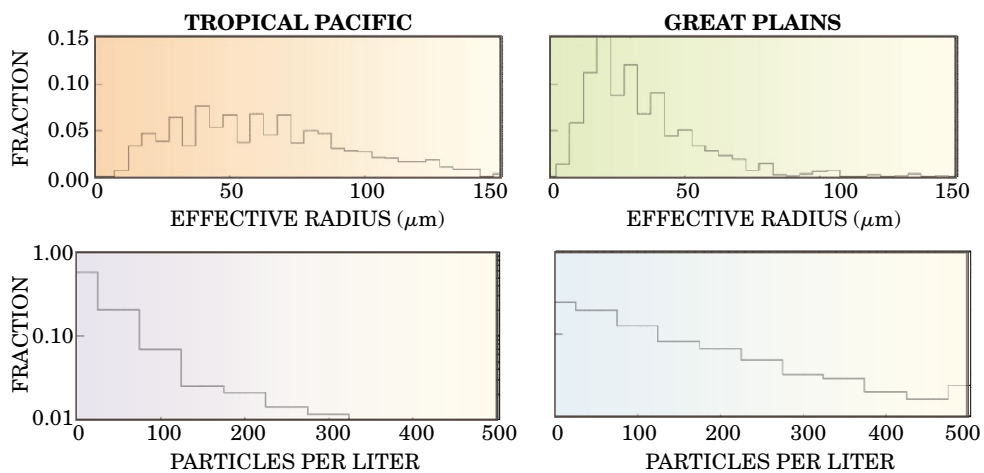 TROPICAL PACIFIC
GREAT PLAINS
FRACTION
0.15
0.10
0.05
0.00
0 50 100 150
EFFECTIVE RADIUS (μm)
0 50 100 150
EFFECTIVE RADIUS (μm)
FRACTION
1.00
0.10
0.01
0 100 200 300 400 500
PARTICLES PER LITER
0 100 200 300 400 500
PARTICLES PER LITER